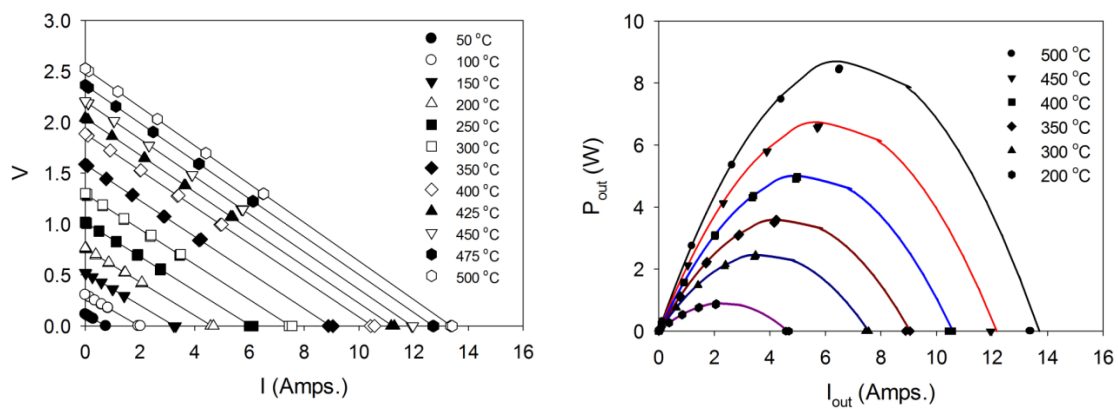 3.0
2.5
2.0
1.5
1.0
0.5
0.0
V
0 2 4 6 8 10 12 14 16
I (Amps.)
50 °C
100 °C
150 °C
200 °C
250 °C
300 °C
350 °C
400 °C
425 °C
450 °C
475 °C
500 °C
10
8
6
4
2
0
P_out (W)
0 2 4 6 8 10 12 14 16
I_out (Amps.)
500 °C
450 °C
400 °C
350 °C
300 °C
200 °C